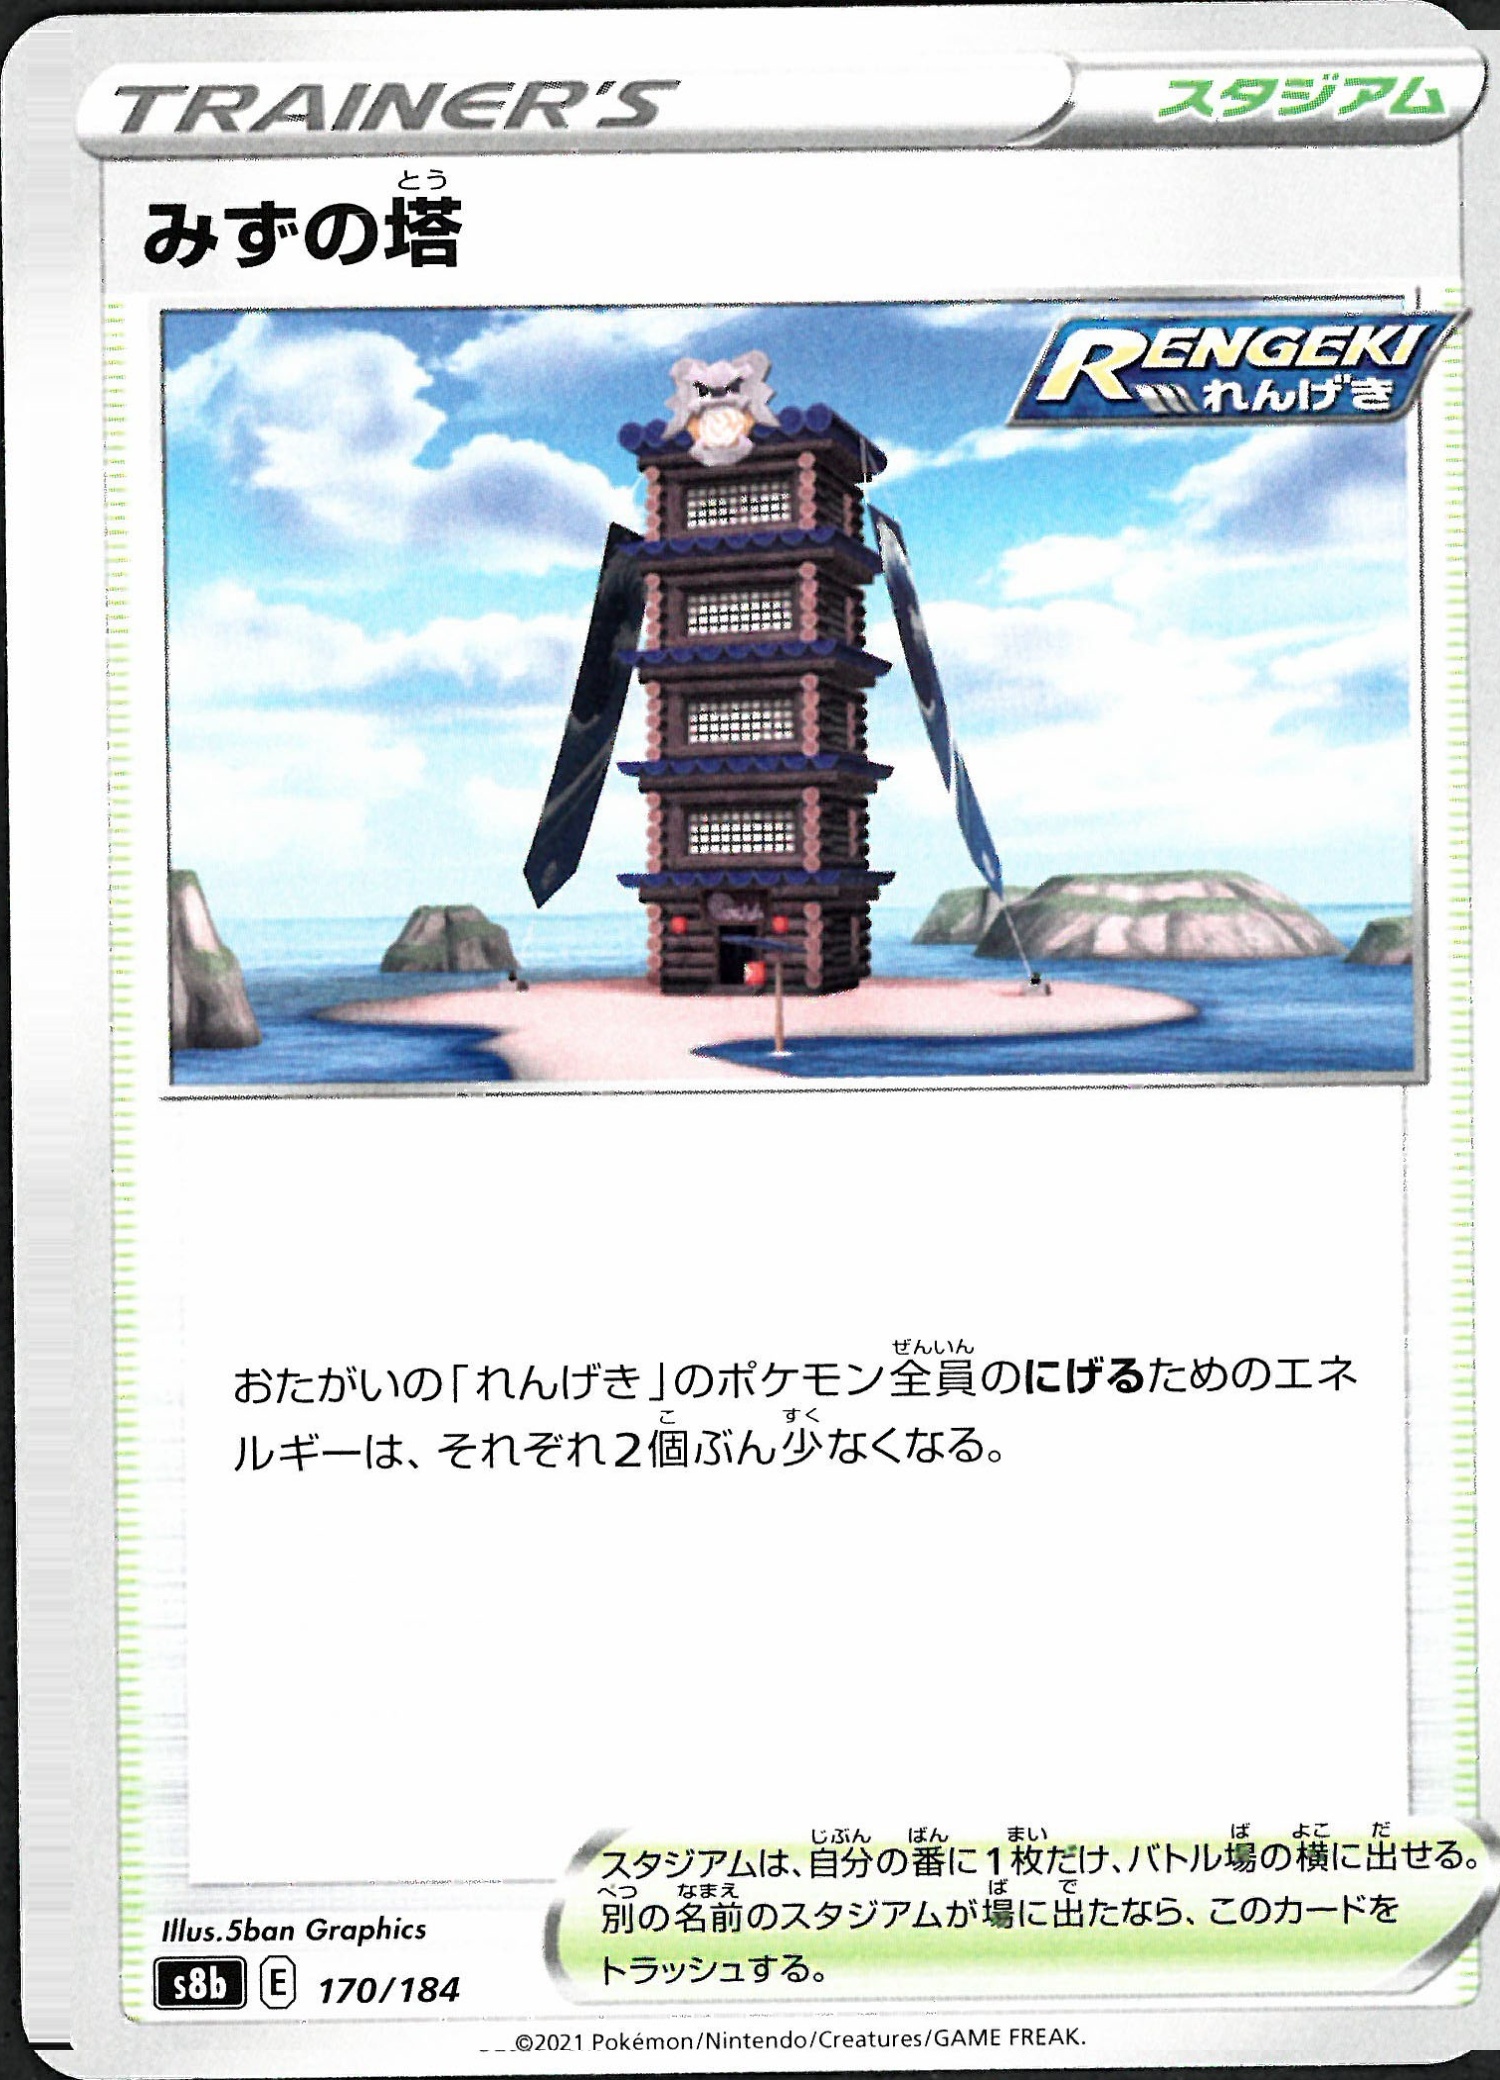 TRAINER'S
スタジアム
とう
みずの塔
RENGEKI
れんげき
ぜんいん
おたがいの「れんげき」のポケモン全員のにげるためのエネ
こ すく
ルギーは、それぞれ2個ぶん少なくなる。
じぶん ばん まい ば よこ だ
スタジアムは、自分の番に1枚だけ、バトル場の横に出せる。
べつ なまえ ば で
別の名前のスタジアムが場に出たなら、このカードを
トラッシュする。
Illus.5ban Graphics
s8b E 170/184
©2021 Pokémon/Nintendo/Creatures/GAME FREAK.